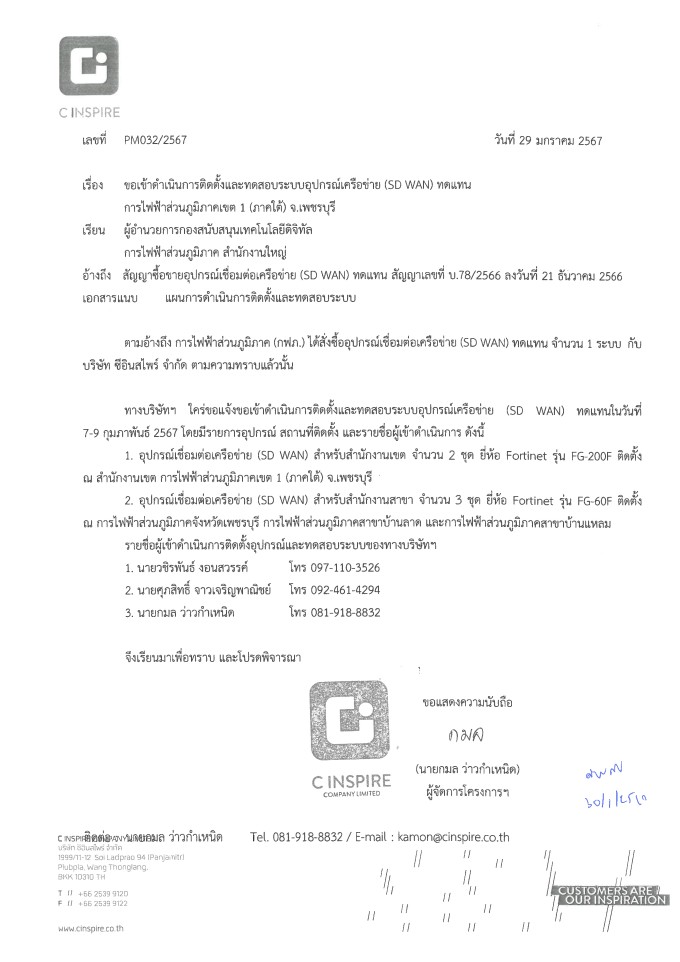 C INSPIRE
เลขที่ PM032/2567 วันที่ 29 มกราคม 2567
เรื่อง ขอเข้าดำเนินการติดตั้งและทดสอบระบบอุปกรณ์เครือข่าย (SD WAN) ทดแทน
การไฟฟ้าส่วนภูมิภาคเขต 1 (ภาคใต้) จ.เพชรบุรี
เรียน ผู้อำนวยการกองสนับสนุนเทคโนโลยีดิจิทัล
การไฟฟ้าส่วนภูมิภาค สำนักงานใหญ่
อ้างถึง สัญญาซื้อขายอุปกรณ์เชื่อมต่อเครือข่าย (SD WAN) ทดแทน สัญญาเลขที่ บ.78/2566 ลงวันที่ 21 ธันวาคม 2566
เอกสารแนบ แผนการดำเนินการติดตั้งและทดสอบระบบ
ตามอ้างถึง การไฟฟ้าส่วนภูมิภาค (กฟภ.) ได้สั่งซื้ออุปกรณ์เชื่อมต่อเครือข่าย (SD WAN) ทดแทน จำนวน 1 ระบบ กับ
บริษัท ซีอินสไพร์ จำกัด ตามความทราบแล้วนั้น
ทางบริษัทฯ ใคร่ขอแจ้งขอเข้าดำเนินการติดตั้งและทดสอบระบบอุปกรณ์เครือข่าย (SD WAN) ทดแทนในวันที่
7-9 กุมภาพันธ์ 2567 โดยมีรายการอุปกรณ์ สถานที่ติดตั้ง และรายชื่อผู้เข้าดำเนินการ ดังนี้
1. อุปกรณ์เชื่อมต่อเครือข่าย (SD WAN) สำหรับสำนักงานเขต จำนวน 2 ชุด ยี่ห้อ Fortinet รุ่น FG-200F ติดตั้ง
ณ สำนักงานเขต การไฟฟ้าส่วนภูมิภาคเขต 1 (ภาคใต้) จ.เพชรบุรี
2. อุปกรณ์เชื่อมต่อเครือข่าย (SD WAN) สำหรับสำนักงานสาขา จำนวน 3 ชุด ยี่ห้อ Fortinet รุ่น FG-60F ติดตั้ง
ณ การไฟฟ้าส่วนภูมิภาคจังหวัดเพชรบุรี การไฟฟ้าส่วนภูมิภาคสาขาบ้านลาด และการไฟฟ้าส่วนภูมิภาคสาขาบ้านแหลม
รายชื่อผู้เข้าดำเนินการติดตั้งอุปกรณ์และทดสอบระบบของทางบริษัทฯ
1. นายวชิรพันธ์ งอนสวรรค์ โทร 097-110-3526
2. นายศุภสิทธิ์ จาวเจริญพาณิชย์ โทร 092-461-4294
3. นายกมล ว่าวกำเหนิด โทร 081-918-8832
จึงเรียนมาเพื่อทราบ และโปรดพิจารณา
ขอแสดงความนับถือ
กมล
C INSPIRE
COMPANY LIMITED
(นายกมล ว่าวกำเหนิด)
ผู้จัดการโครงการฯ
ติดต่อ นายกมล ว่าวกำเหนิด Tel. 081-918-8832 / E-mail : kamon@cinspire.co.th
บริษัท ซีอินสไพร์ จำกัด
1999/11-12 Soi Ladprao 94 (Panjamitr)
Plubpla, Wang Thonglang,
BKK 10310 TH
T // +66 2539 9120
F // +66 2539 9122
www.cinspire.co.th
CUSTOMERS ARE
OUR INSPIRATION